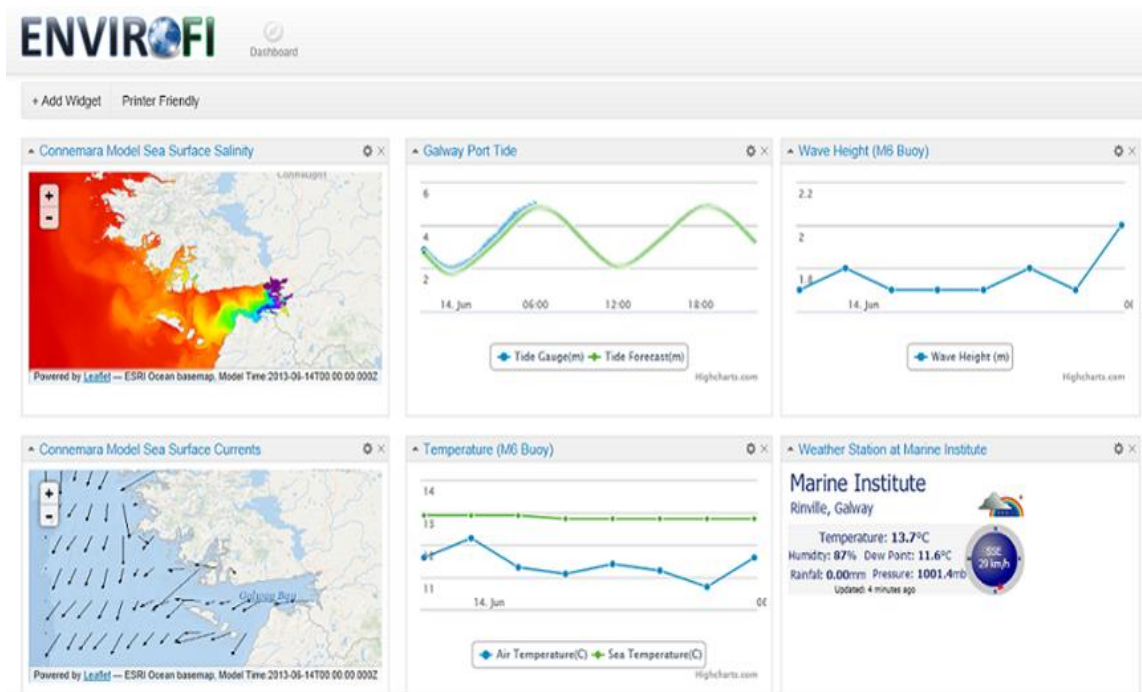 ENVIROFI
Dashboard
+ Add Widget Printer Friendly
Connemara Model Sea Surface Salinity
Connaught
+
-
Powered by Leaflet — ESRI Ocean basemap, Model Time:2013-06-14T00:00:00.000Z
Galway Port Tide
6
4
2
14. Jun 06:00 12:00 18:00
Tide Gauge(m) Tide Forecast(m)
Highcharts.com
Wave Height (M6 Buoy)
2.2
2
1.8
14. Jun
Wave Height (m)
Highcharts.com
Connemara Model Sea Surface Currents
+
-
Galway Bay
Powered by Leaflet — ESRI Ocean basemap, Model Time:2013-06-14T00:00:00.000Z
Temperature (M6 Buoy)
14
13
11
14. Jun
Air Temperature(C) Sea Temperature(C)
Highcharts.com
Weather Station at Marine Institute
Marine Institute
Rinville, Galway
Temperature: 13.7°C
Humidity: 87% Dew Point: 11.6°C
Rainfal: 0.00mm Pressure: 1001.4mb
Updated: 4 minutes ago
SSE
20 km/h